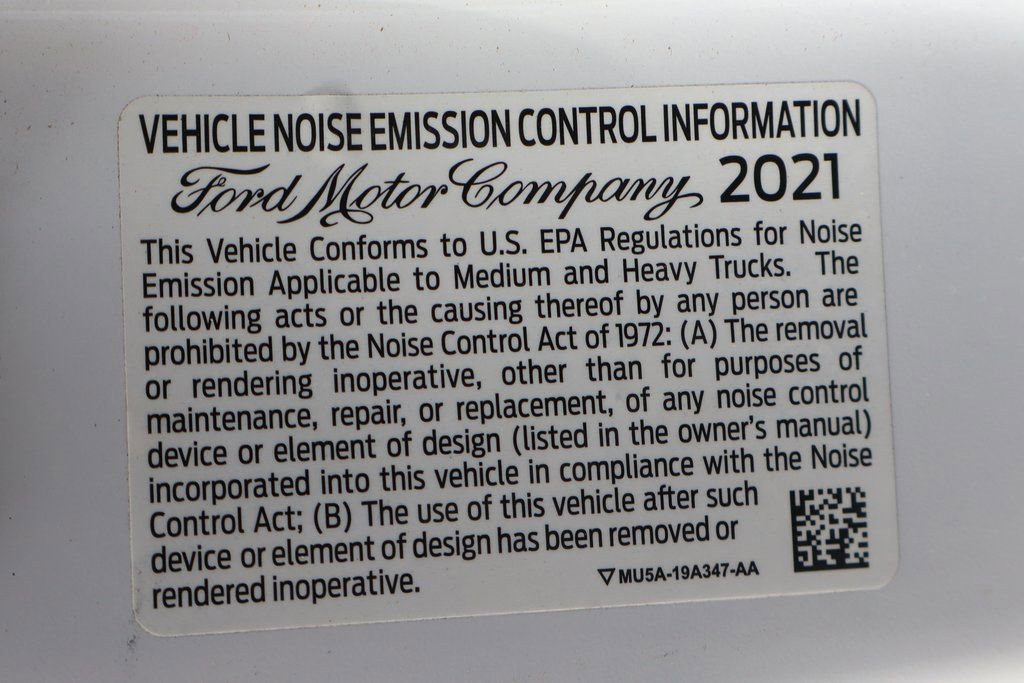 VEHICLE NOISE EMISSION CONTROL INFORMATION
Ford Motor Company 2021
This Vehicle Conforms to U.S. EPA Regulations for Noise
Emission Applicable to Medium and Heavy Trucks. The
following acts or the causing thereof by any person are
prohibited by the Noise Control Act of 1972: (A) The removal
or rendering inoperative, other than for purposes of
maintenance, repair, or replacement, of any noise control
device or element of design (listed in the owner's manual)
incorporated into this vehicle in compliance with the Noise
Control Act; (B) The use of this vehicle after such
device or element of design has been removed or
rendered inoperative.
MU5A-19A347-AA